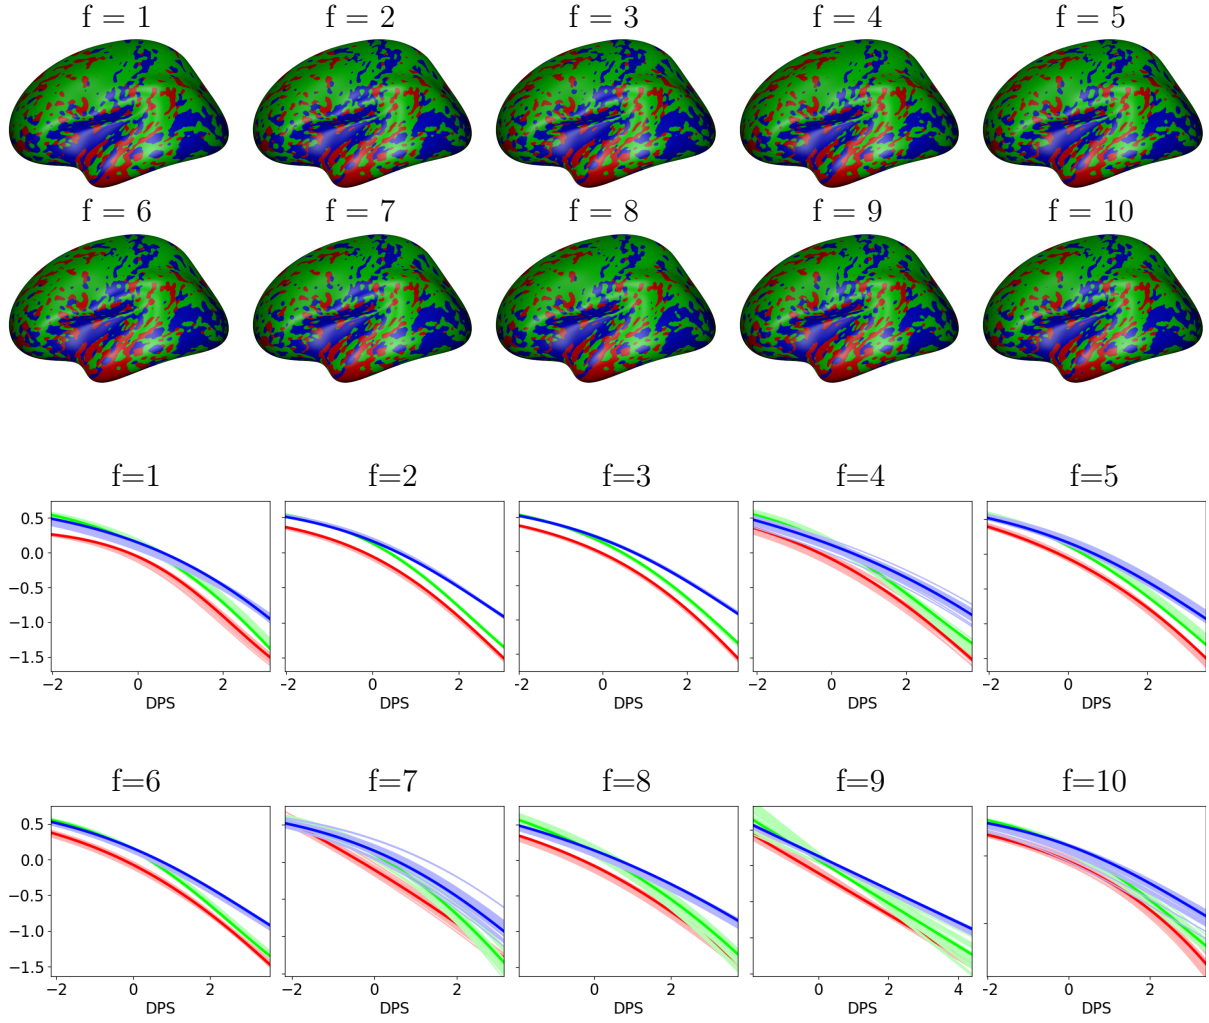 f = 1 f = 2 f = 3 f = 4 f = 5
f = 6 f = 7 f = 8 f = 9 f = 10
f=1 f=2 f=3 f=4 f=5
0.5
0.0
−0.5
−1.0
−1.5
−2 0 2 −2 0 2 −2 0 2 0 2 −2 0 2
DPS DPS DPS DPS DPS
f=6 f=7 f=8 f=9 f=10
0.5
0.0
−0.5
−1.0
−1.5
−2 0 2 0 2 0 2 0 2 4 −2 0 2
DPS DPS DPS DPS DPS